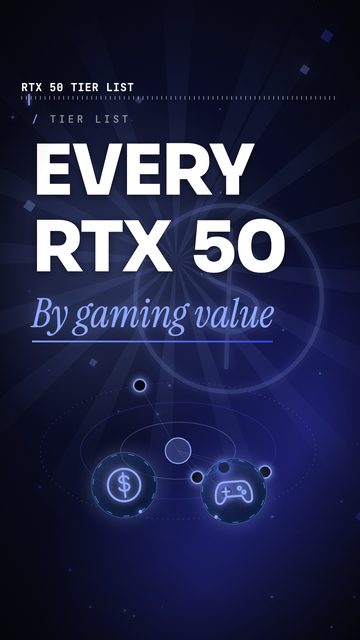 RTX 50 TIER LIST
/ TIER LIST
EVERY
RTX 50
By gaming value
$
$